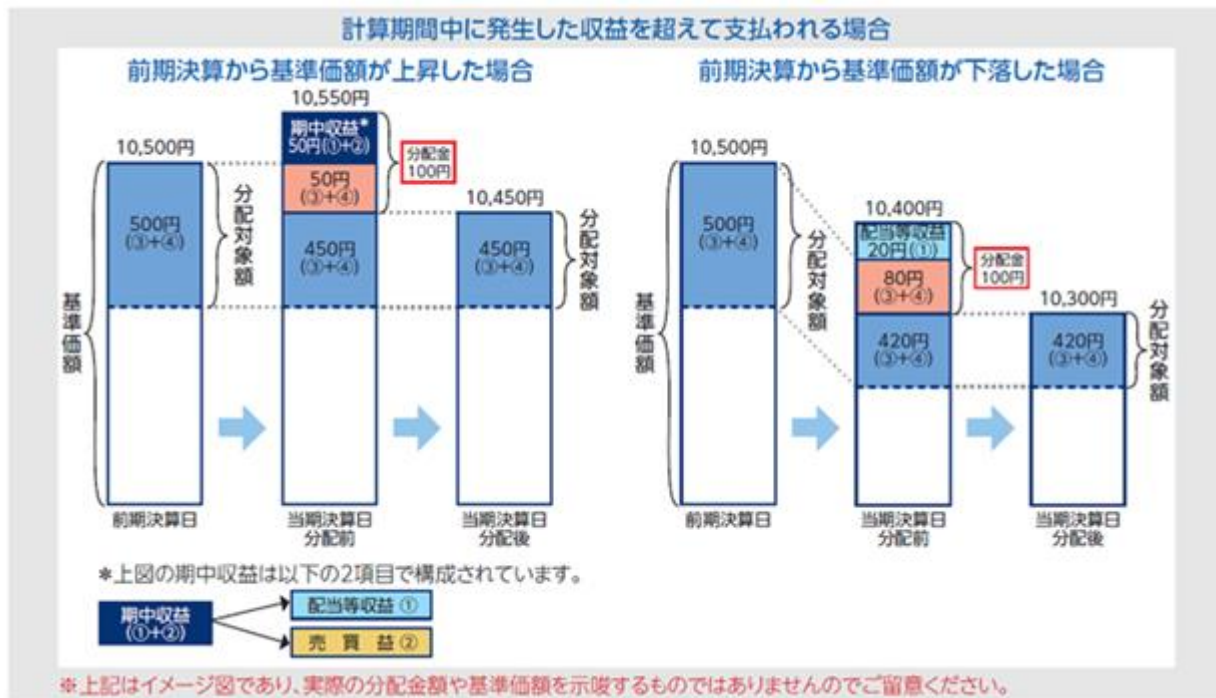 計算期間中に発生した収益を超えて支払われる場合
前期決算から基準価額が上昇した場合
10,500円
500円
(③+④)
分配対象額
基準価額
10,550円
期中収益*
50円(①+②)
50円
(③+④)
450円
(③+④)
分配金
100円
10,450円
450円
(③+④)
分配対象額
前期決算日
当期決算日
分配前
当期決算日
分配後
*上図の期中収益は以下の2項目で構成されています。
期中収益
(①+②)
配当等収益 ①
売 買 益 ②
前期決算から基準価額が下落した場合
10,500円
500円
(③+④)
分配対象額
基準価額
10,400円
配当等収益
20円(①)
80円
(③+④)
420円
(③+④)
分配金
100円
10,300円
420円
(③+④)
分配対象額
前期決算日
当期決算日
分配前
当期決算日
分配後
※上記はイメージ図であり、実際の分配金額や基準価額を示唆するものではありませんのでご留意ください。